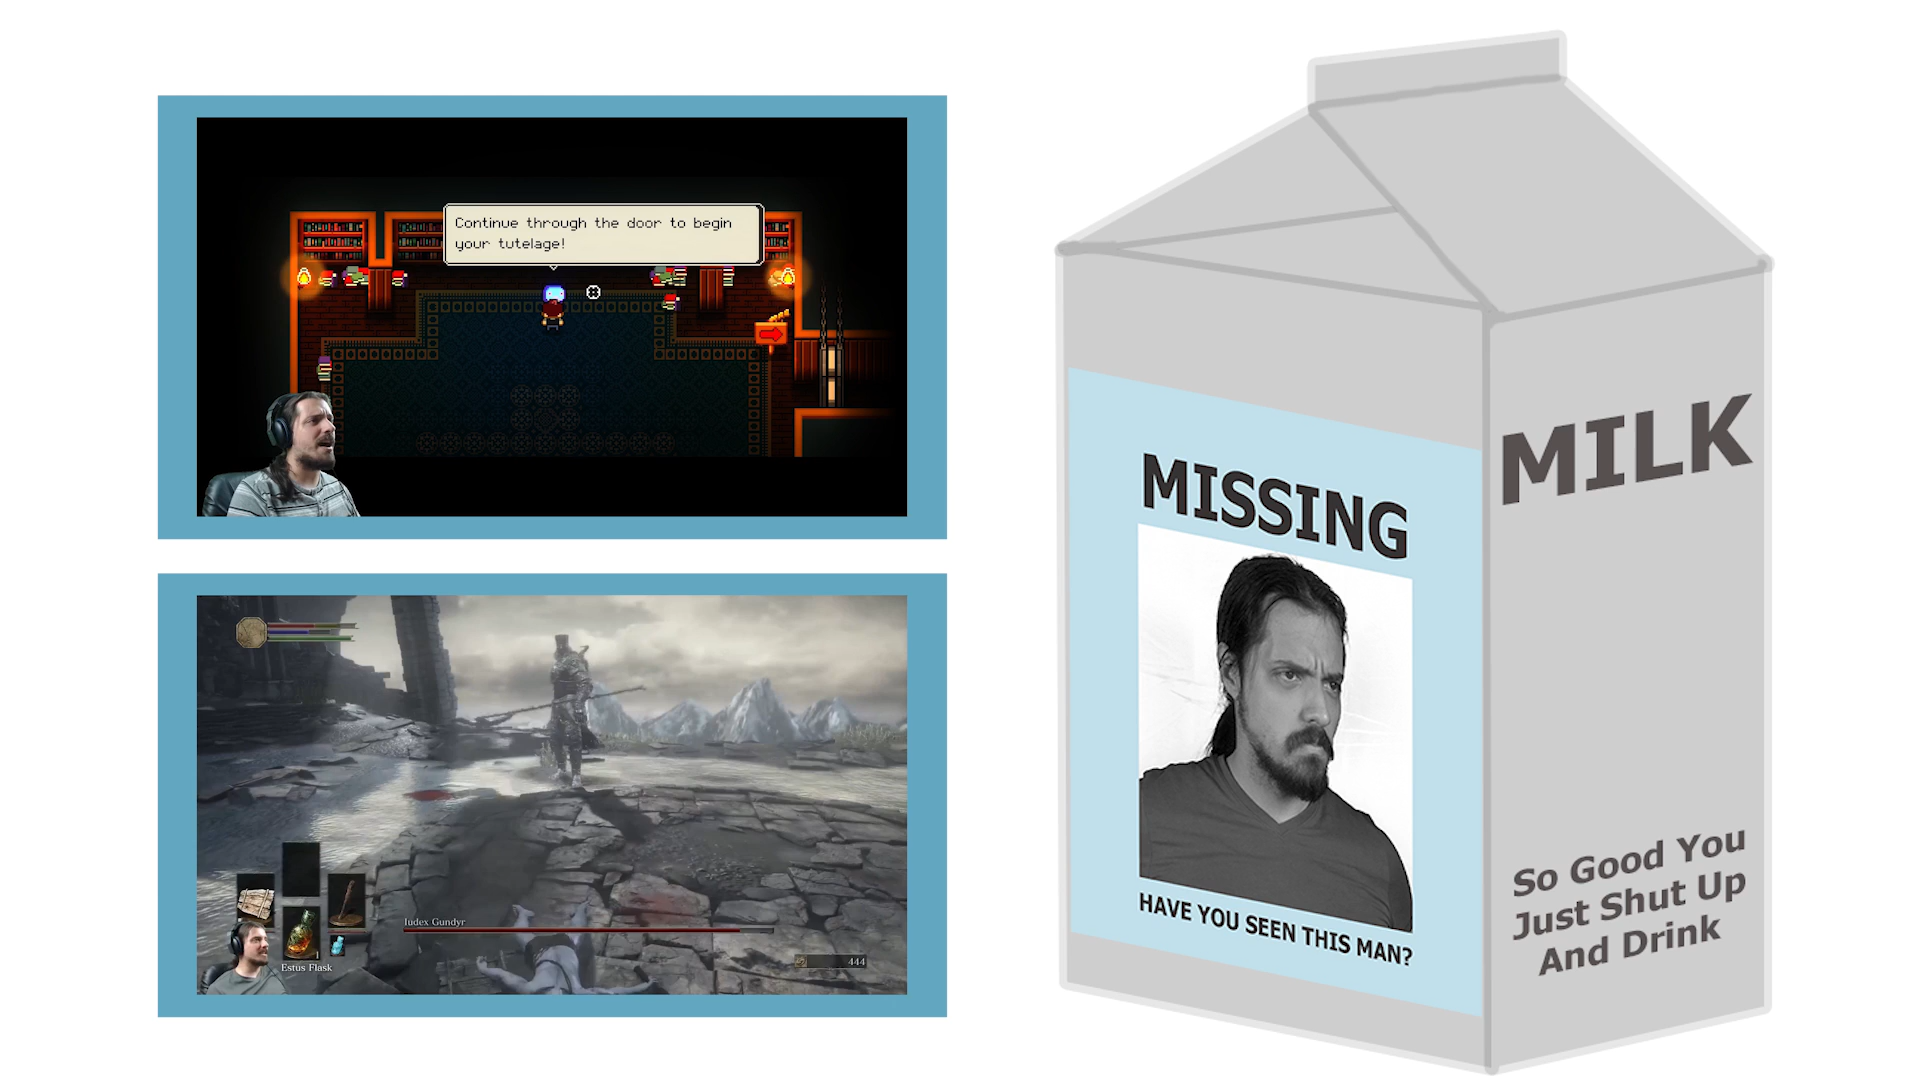 Continue through the door to begin
your tutelage!
Iudex Gundyr
1
Estus Flask
444
MISSING
HAVE YOU SEEN THIS MAN?
MILK
So Good You
Just Shut Up
And Drink